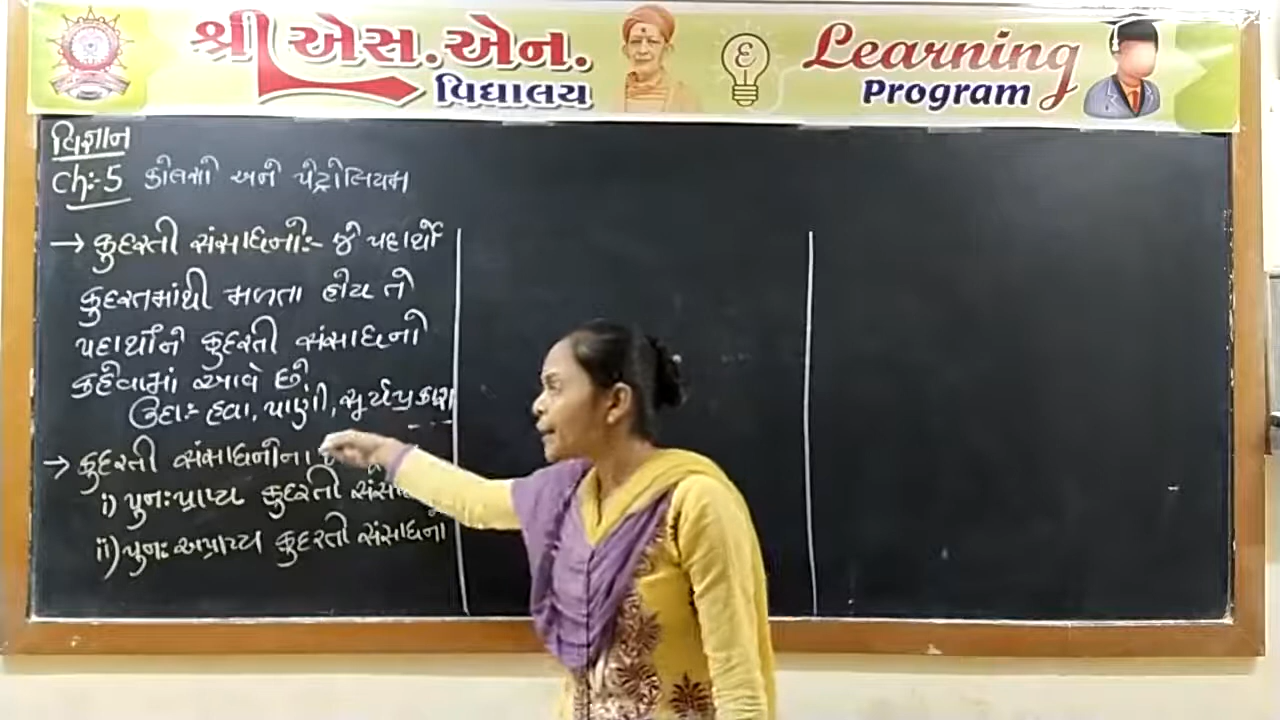 શ્રી એસ. એન.
વિદ્યાલય
Learning
Program
વિજ્ઞાન
Ch:-5 કોલસો અને પેટ્રોલિયમ
→ કુદરતી સંસાધનો:- જે પદાર્થો
કુદરતમાંથી મળતા હોય તે
પદાર્થોને કુદરતી સંસાધનો
કહેવામાં આવે છે.
ઉદા:- હવા, પાણી, સૂર્યપ્રકાશ
→ કુદરતી સંસાધનોના
i) પુનઃપ્રાપ્ય કુદરતી
ii) પુનઃઅપ્રાપ્ય કુદરતી સંસાધનો